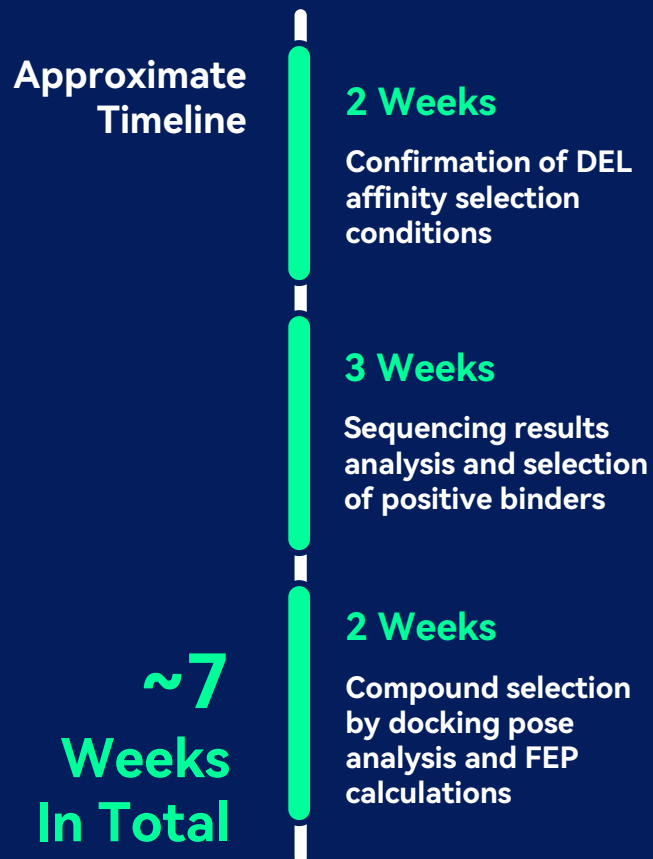 Approximate
Timeline
2 Weeks
Confirmation of DEL
affinity selection
conditions
3 Weeks
Sequencing results
analysis and selection
of positive binders
2 Weeks
Compound selection
by docking pose
analysis and FEP
calculations
~7
Weeks
In Total